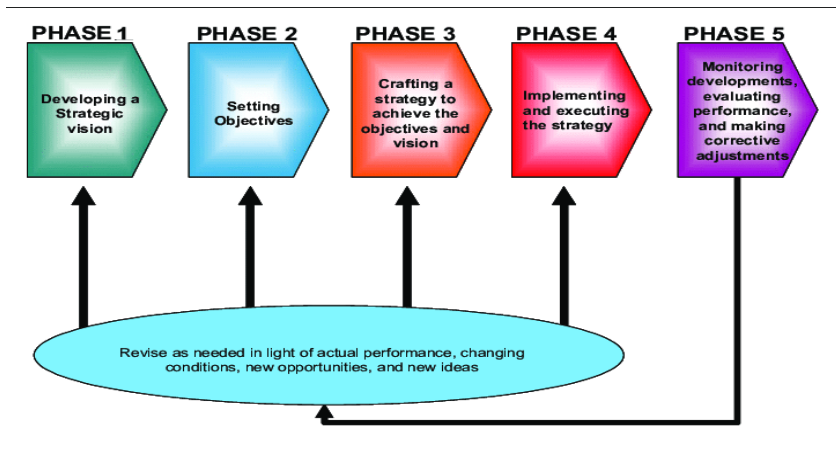 PHASE 1
Developing a
Strategic
vision
PHASE 2
Setting
Objectives
PHASE 3
Crafting a
strategy to
achieve the
objectives and
vision
PHASE 4
Implementing
and executing
the strategy
PHASE 5
Monitoring
developments,
evaluating
performance,
and making
corrective
adjustments
Revise as needed in light of actual performance, changing
conditions, new opportunities, and new ideas